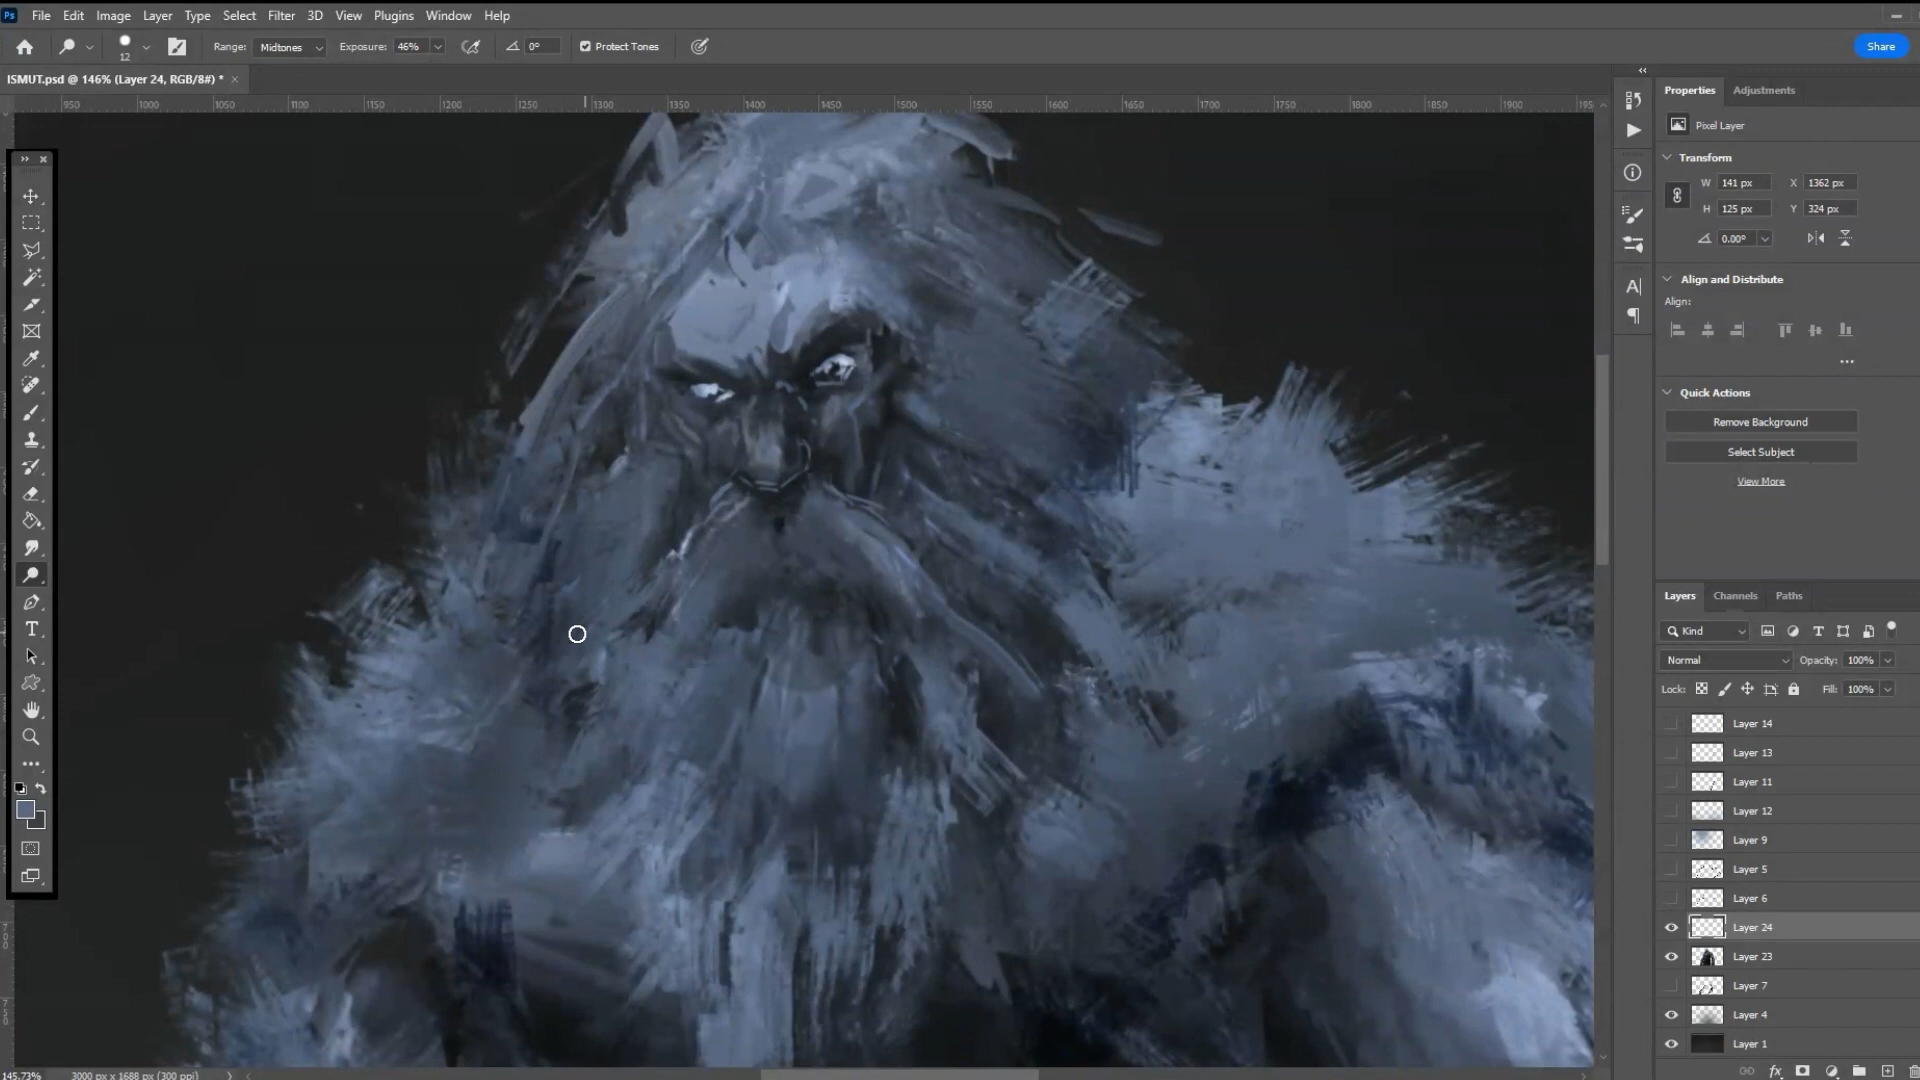 Ps File Edit Image Layer Type Select Filter 3D View Plugins Window Help
12 Range: Midtones Exposure: 46% 0° Protect Tones Share
ISMUT.psd @ 146% (Layer 24, RGB/8#) *
950 1000 1050 1100 1150 1200 1250 1300 1350 1400 1450 1500 1550 1600 1650 1700 1750 1800 1850 1900 195
Properties Adjustments
Pixel Layer
Transform
W 141 px X 1362 px
H 125 px Y 324 px
0.00°
Align and Distribute
Align:
Quick Actions
Remove Background
Select Subject
View More
Layers Channels Paths
Kind
Normal Opacity: 100%
Lock: Fill: 100%
Layer 14
Layer 13
Layer 11
Layer 12
Layer 9
Layer 5
Layer 6
Layer 24
Layer 23
Layer 7
Layer 4
Layer 1
145.73% 3000 px x 1688 px (300 ppi)